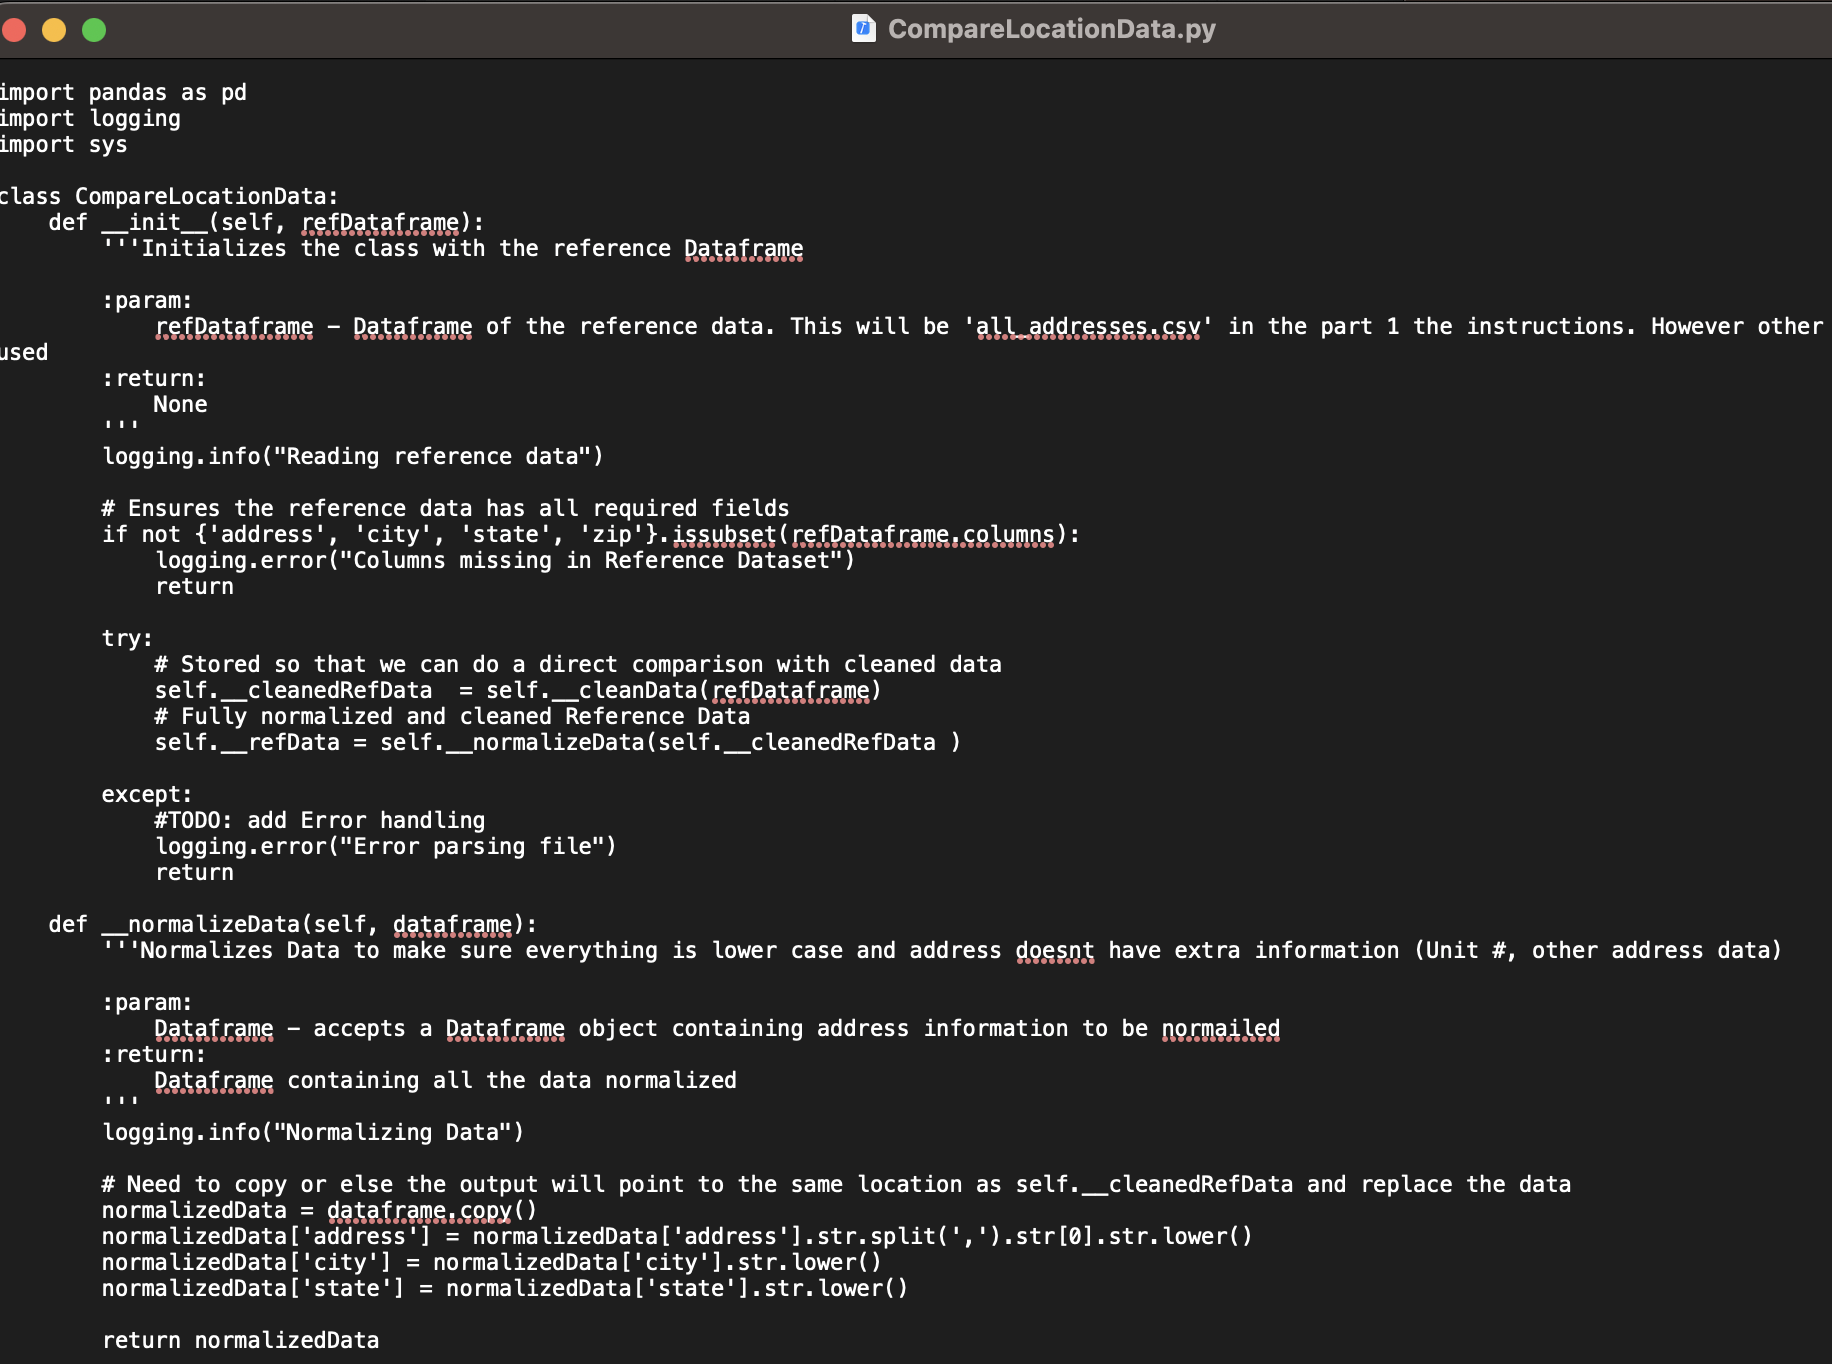 CompareLocationData.py
import pandas as pd
import logging
import sys
class CompareLocationData:
    def __init__(self, refDataframe):
        '''Initializes the class with the reference Dataframe
        :param:
            refDataframe – Dataframe of the reference data. This will be 'all_addresses.csv' in the part 1 the instructions. However other
used
        :return:
            None
        '''
        logging.info("Reading reference data")
        # Ensures the reference data has all required fields
        if not {'address', 'city', 'state', 'zip'}.issubset(refDataframe.columns):
            logging.error("Columns missing in Reference Dataset")
            return
        try:
            # Stored so that we can do a direct comparison with cleaned data
            self.__cleanedRefData  = self.__cleanData(refDataframe)
            # Fully normalized and cleaned Reference Data
            self.__refData = self.__normalizeData(self.__cleanedRefData )
        except:
            #TODO: add Error handling
            logging.error("Error parsing file")
            return
    def __normalizeData(self, dataframe):
        '''Normalizes Data to make sure everything is lower case and address doesnt have extra information (Unit #, other address data)
        :param:
            Dataframe – accepts a Dataframe object containing address information to be normailed
        :return:
            Dataframe containing all the data normalized
        '''
        logging.info("Normalizing Data")
        # Need to copy or else the output will point to the same location as self.__cleanedRefData and replace the data
        normalizedData = dataframe.copy()
        normalizedData['address'] = normalizedData['address'].str.split(',').str[0].str.lower()
        normalizedData['city'] = normalizedData['city'].str.lower()
        normalizedData['state'] = normalizedData['state'].str.lower()
        return normalizedData